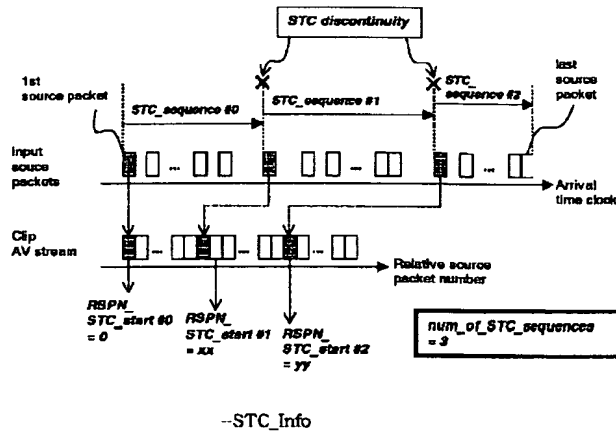 STC discontinuity
1st
source packet
last
source
packet
STC_sequence #0
STC_sequence #1
STC_
sequence #2
Input
source
packets
...
...
...
...
Arrival
time clock
Clip
AV stream
...
...
...
Relative source
packet number
RSPN_
STC_start #0
= 0
RSPN_
STC_start #1
= xx
RSPN_
STC_start #2
= yy
num_of_STC_sequences
= 3
--STC_Info